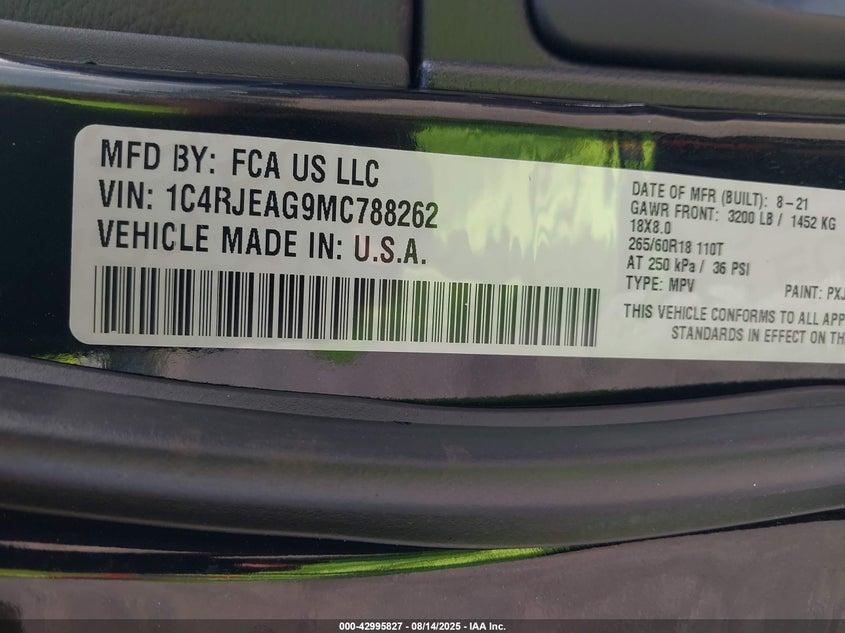 MFD BY: FCA US LLC
VIN: 1C4RJEAG9MC788262
VEHICLE MADE IN: U.S.A.
DATE OF MFR (BUILT): 8-21
GAWR FRONT: 3200 LB / 1452 KG
18X8.0
265/60R18 110T
AT 250 kPa / 36 PSI
TYPE: MPV
PAINT: PXJ
THIS VEHICLE CONFORMS TO ALL APP
STANDARDS IN EFFECT ON TH
000-42995827 - 08/14/2025 - IAA Inc.